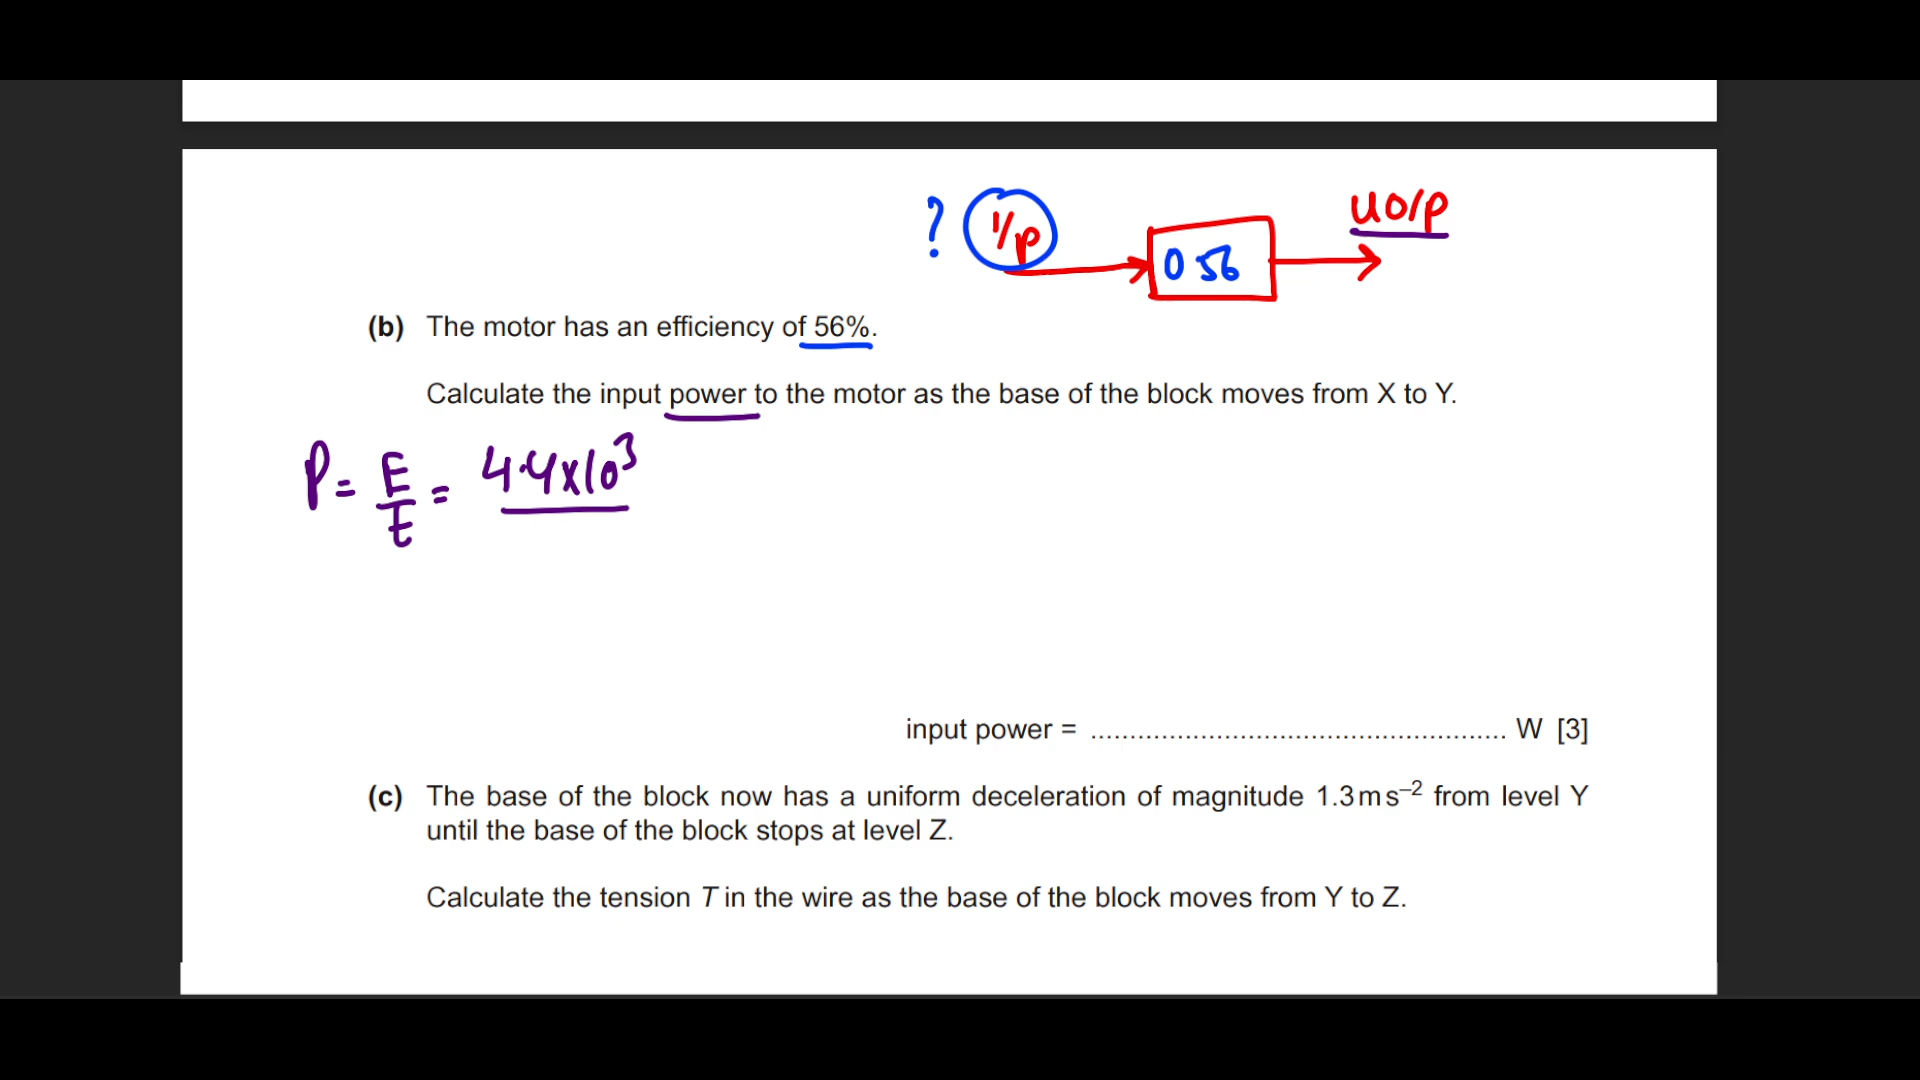 ? i/p 0.56 uo/p
(b) The motor has an efficiency of 56%.
Calculate the input power to the motor as the base of the block moves from X to Y.
P = E/t = 4.4x10³
input power = .................................................... W [3]
(c) The base of the block now has a uniform deceleration of magnitude 1.3 m s⁻² from level Y
until the base of the block stops at level Z.
Calculate the tension T in the wire as the base of the block moves from Y to Z.